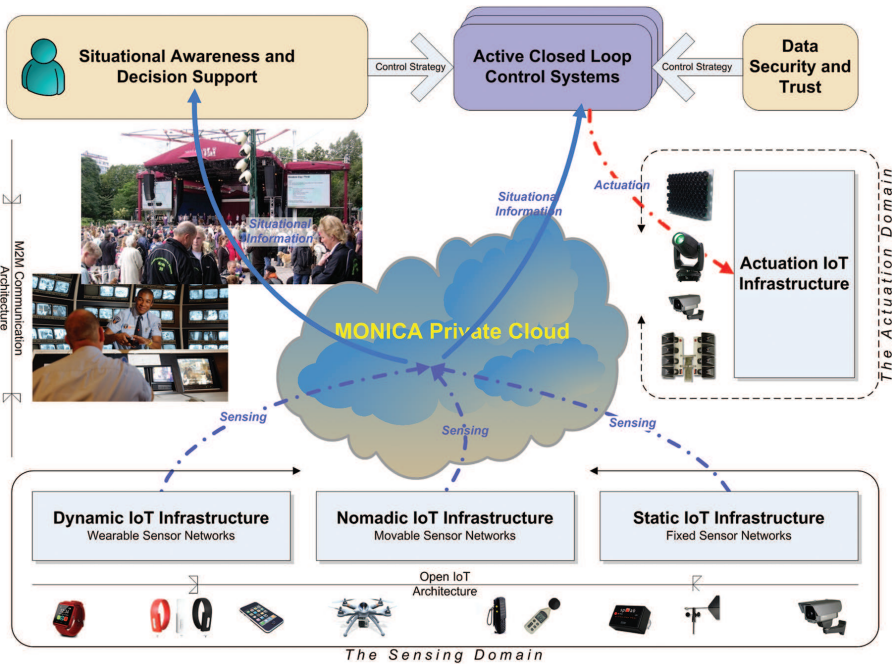 Situational Awareness and
Decision Support
Control Strategy
Active Closed Loop
Control Systems
Control Strategy
Data
Security and
Trust
M2M Communication
Architecture
Situational
Information
Situational
Information
Actuation
Actuation IoT
Infrastructure
The Actuation Domain
MONICA Private Cloud
Sensing
Sensing
Sensing
Dynamic IoT Infrastructure
Wearable Sensor Networks
Nomadic IoT Infrastructure
Movable Sensor Networks
Static IoT Infrastructure
Fixed Sensor Networks
Open IoT
Architecture
The Sensing Domain